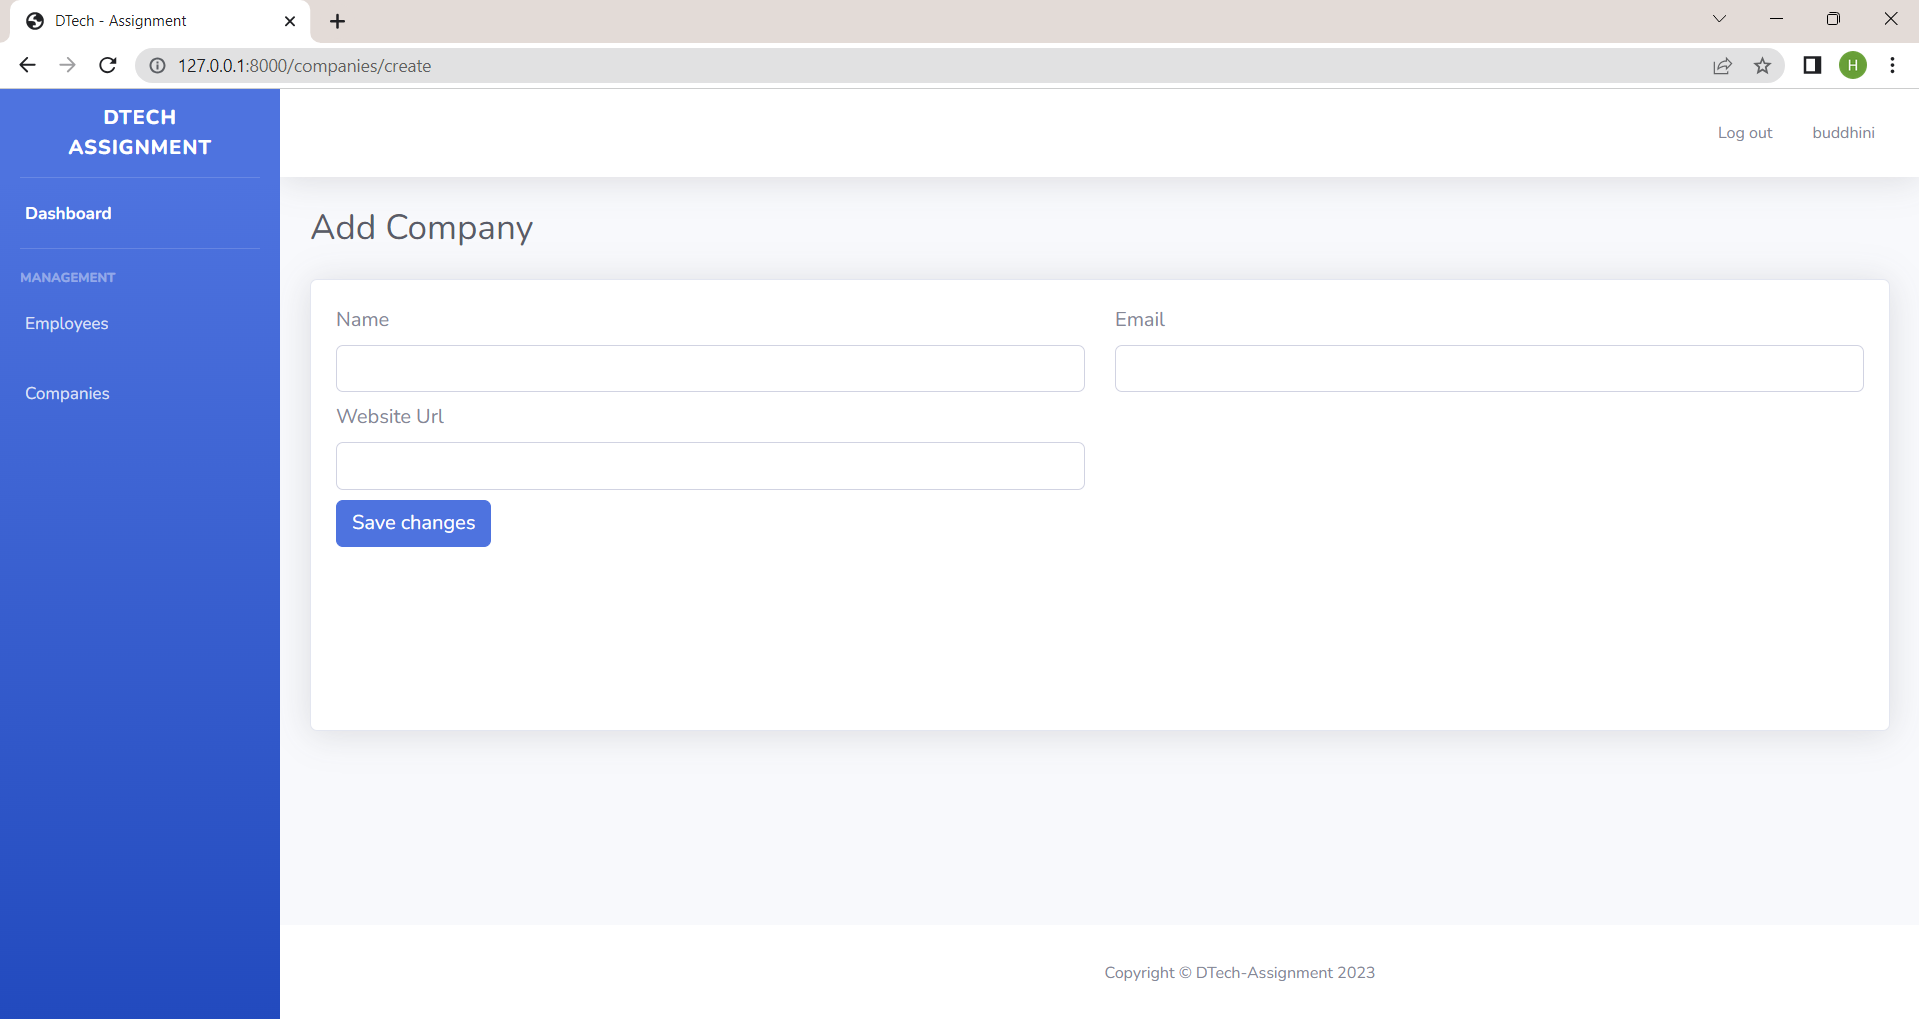 DTech - Assignment
127.0.0.1:8000/companies/create
H
DTECH
ASSIGNMENT
Log out
buddhini
Dashboard
MANAGEMENT
Employees
Companies
Add Company
Name
Email
Website Url
Save changes
Copyright © DTech-Assignment 2023